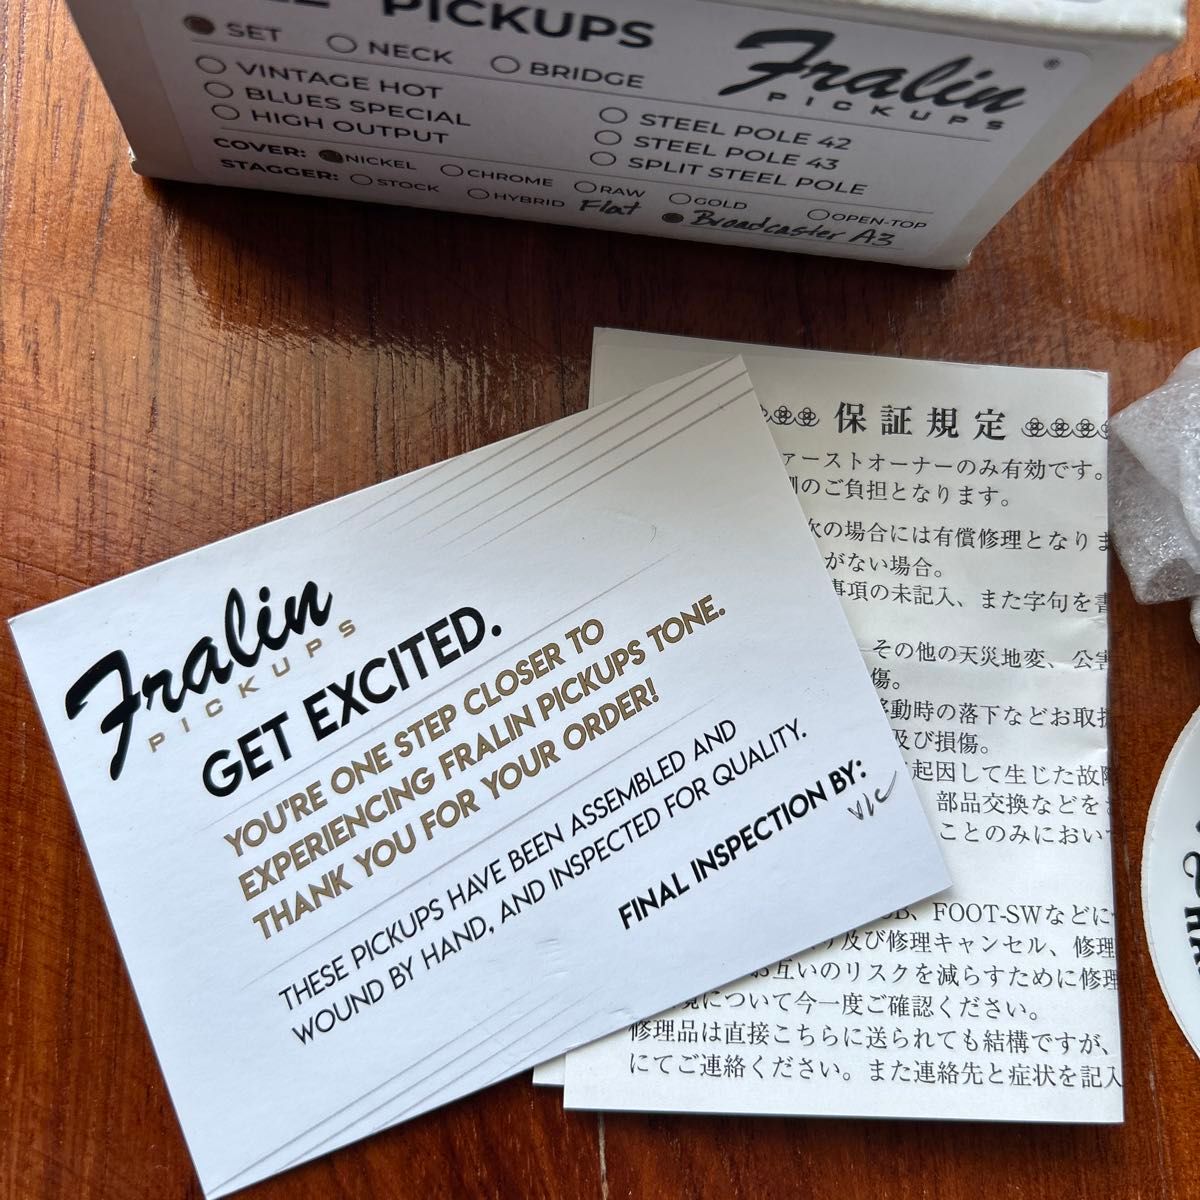 PICKUPS
SET NECK BRIDGE
Fralin
PICKUPS
®
VINTAGE HOT
BLUES SPECIAL
HIGH OUTPUT
STEEL POLE 42
STEEL POLE 43
SPLIT STEEL POLE
COVER: NICKEL CHROME RAW GOLD OPEN-TOP
STAGGER: STOCK HYBRID Flat Broadcaster A3
保証規定
ァーストオーナーのみ有効です。
のご負担となります。
次の場合には有償修理となりま
がない場合。
事項の未記入、また字句を書
その他の天災地変、公害
傷。
移動時の落下などお取扱
及び損傷。
起因して生じた故障
部品交換などを
ことのみにおいて
、FOOT-SWなどに
及び修理キャンセル、修理
お互いのリスクを減らすために修理
について今一度ご確認ください。
修理品は直接こちらに送られても結構ですが、
にてご連絡ください。また連絡先と症状を記入
Fralin
PICKUPS
GET EXCITED.
YOU'RE ONE STEP CLOSER TO
EXPERIENCING FRALIN PICKUPS TONE.
THANK YOU FOR YOUR ORDER!
THESE PICKUPS HAVE BEEN ASSEMBLED AND
WOUND BY HAND, AND INSPECTED FOR QUALITY.
FINAL INSPECTION BY:
Vic